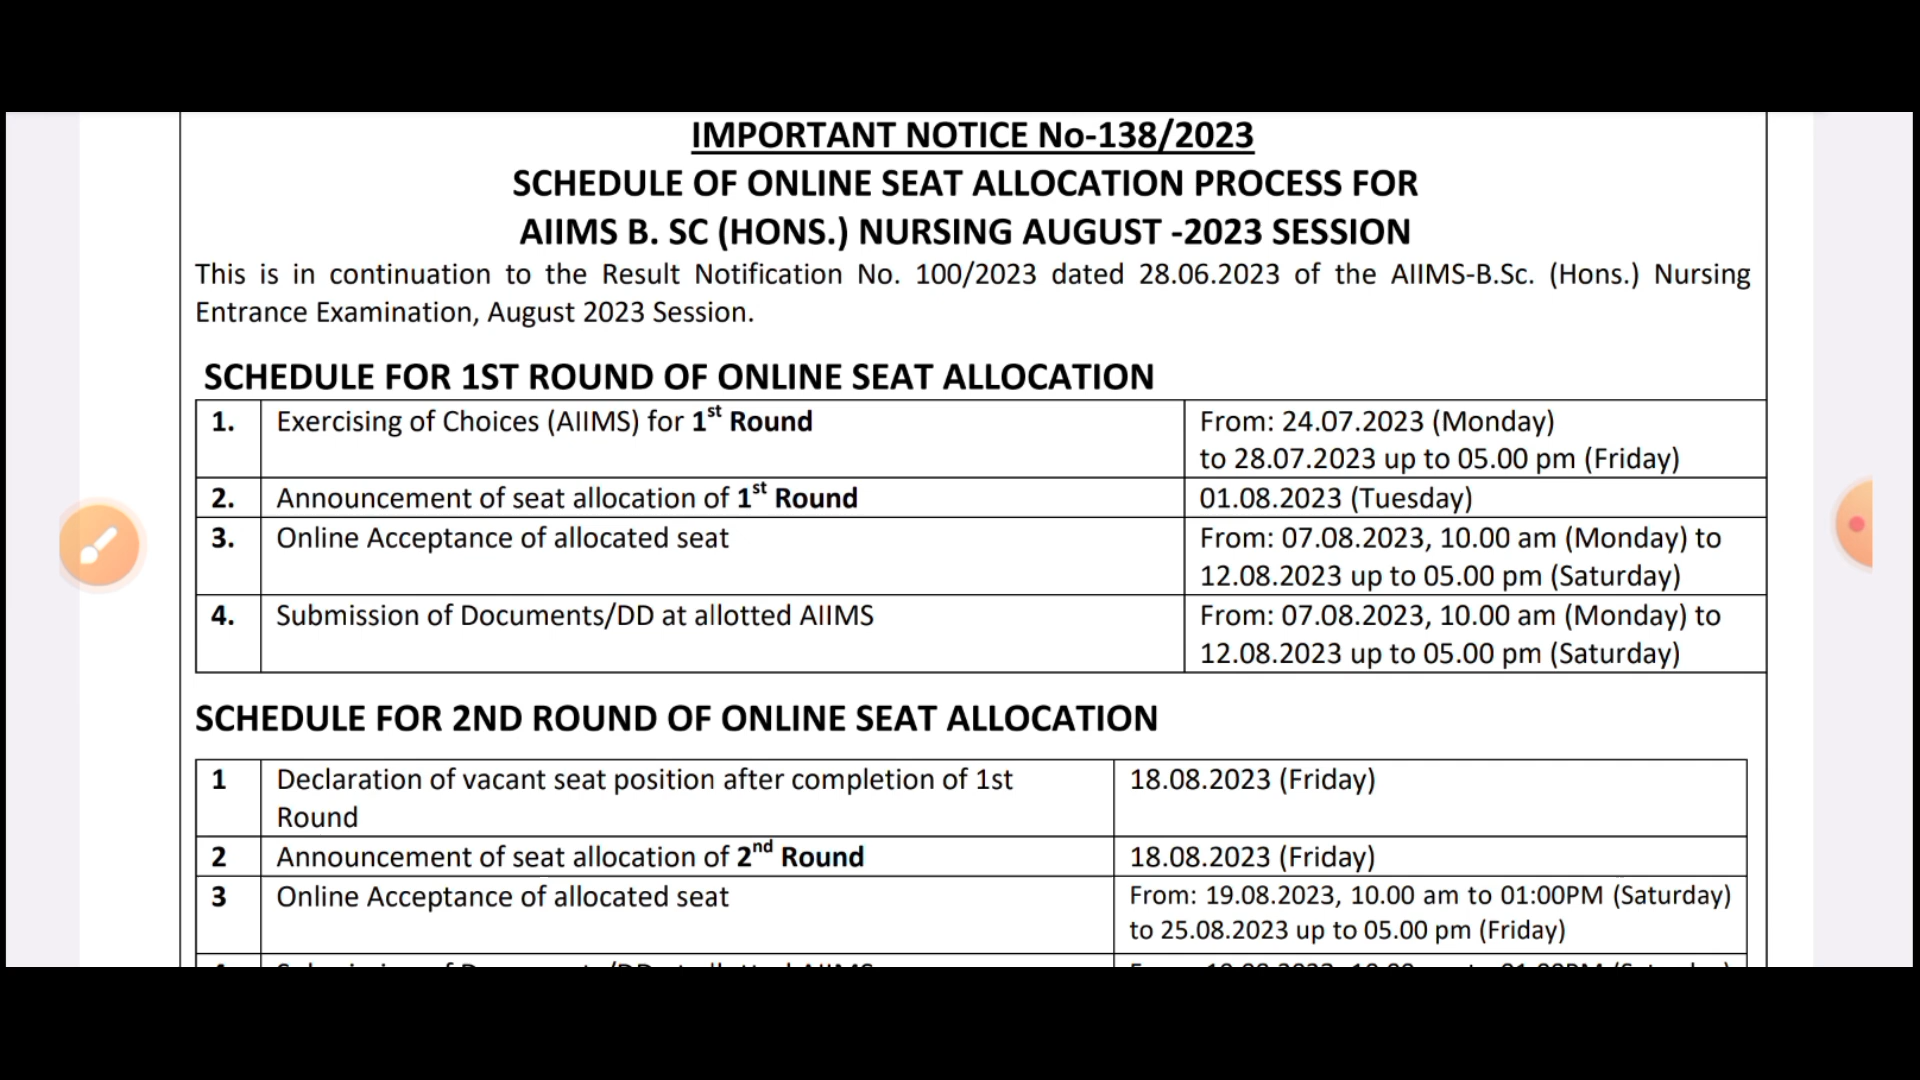 IMPORTANT NOTICE No-138/2023
SCHEDULE OF ONLINE SEAT ALLOCATION PROCESS FOR
AIIMS B. SC (HONS.) NURSING AUGUST -2023 SESSION
This is in continuation to the Result Notification No. 100/2023 dated 28.06.2023 of the AIIMS-B.Sc. (Hons.) Nursing
Entrance Examination, August 2023 Session.
SCHEDULE FOR 1ST ROUND OF ONLINE SEAT ALLOCATION
1. Exercising of Choices (AIIMS) for 1st Round From: 24.07.2023 (Monday)
to 28.07.2023 up to 05.00 pm (Friday)
2. Announcement of seat allocation of 1st Round 01.08.2023 (Tuesday)
3. Online Acceptance of allocated seat From: 07.08.2023, 10.00 am (Monday) to
12.08.2023 up to 05.00 pm (Saturday)
4. Submission of Documents/DD at allotted AIIMS From: 07.08.2023, 10.00 am (Monday) to
12.08.2023 up to 05.00 pm (Saturday)
SCHEDULE FOR 2ND ROUND OF ONLINE SEAT ALLOCATION
1 Declaration of vacant seat position after completion of 1st 18.08.2023 (Friday)
Round
2 Announcement of seat allocation of 2nd Round 18.08.2023 (Friday)
3 Online Acceptance of allocated seat From: 19.08.2023, 10.00 am to 01:00PM (Saturday)
to 25.08.2023 up to 05.00 pm (Friday)